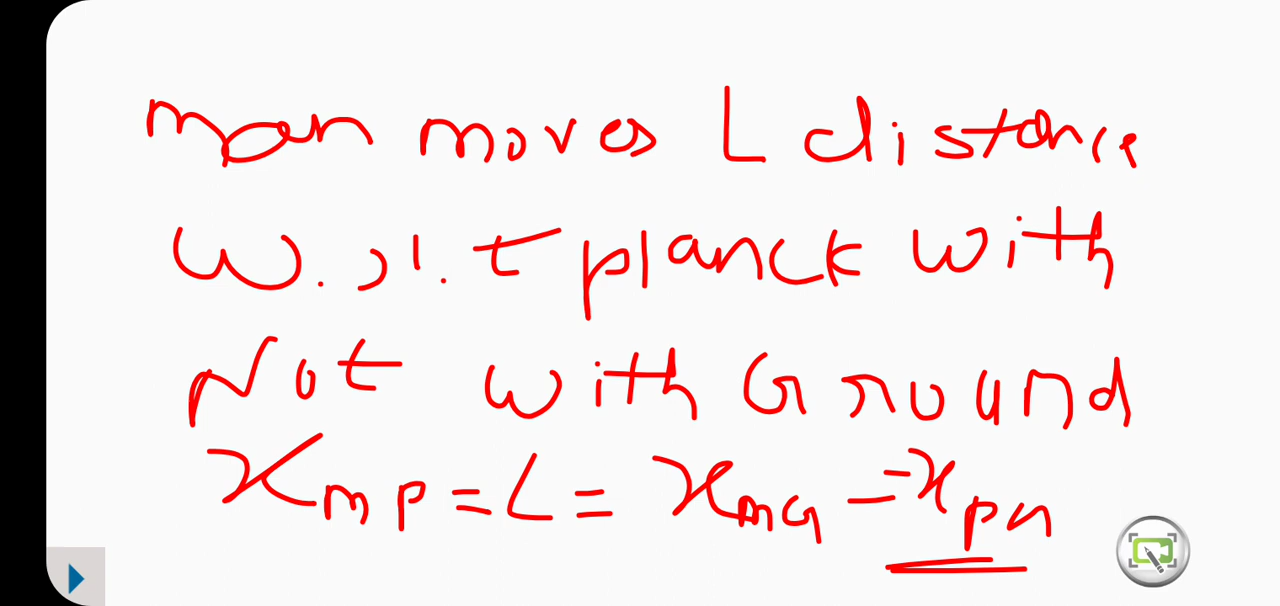 man moves L distance
w.r.t planck with
Not with Ground
x_mp = L = x_mG - -x_pG